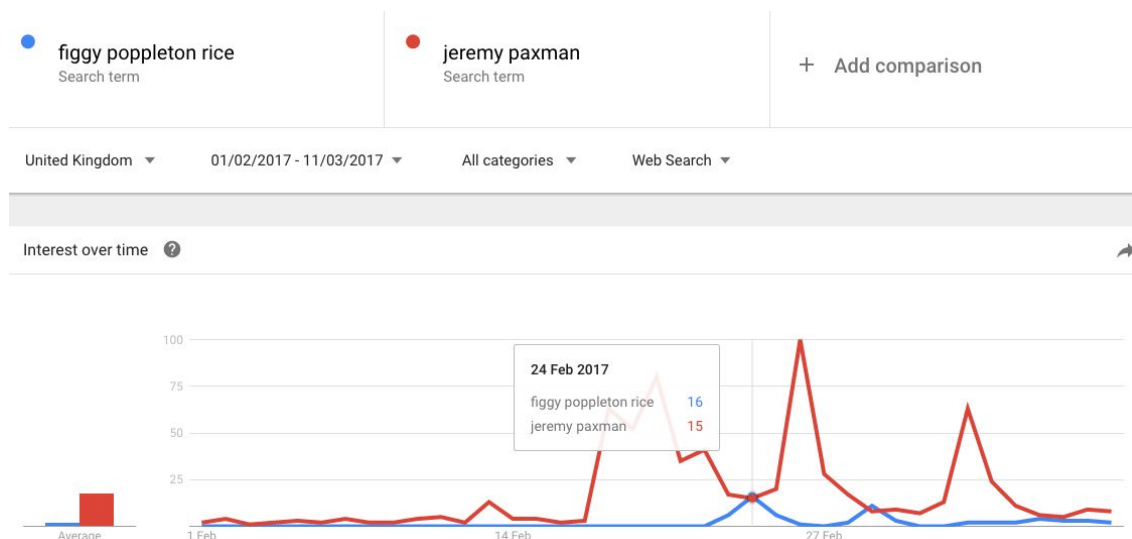 figgy poppleton rice
Search term
jeremy paxman
Search term
+ Add comparison
United Kingdom
01/02/2017 - 11/03/2017
All categories
Web Search
Interest over time ?
100
75
50
25
24 Feb 2017
figgy poppleton rice 16
jeremy paxman 15
Average
1 Feb
14 Feb
27 Feb